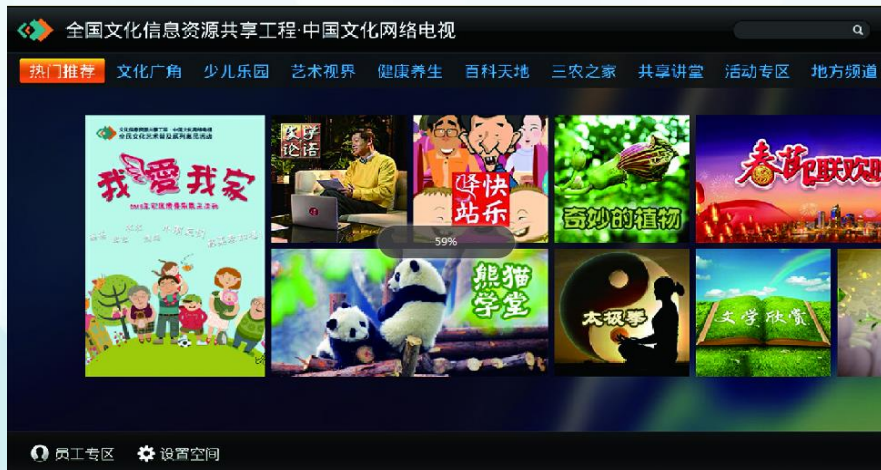 全国文化信息资源共享工程·中国文化网络电视
热门推荐 文化广角 少儿乐园 艺术视界 健康养生 百科天地 三农之家 共享讲堂 活动专区 地方频道
我爱我家
论语
快乐驿站
奇妙的植物
春节联欢晚
59%
熊猫学堂
太极拳
文学欣赏
员工专区 设置空间